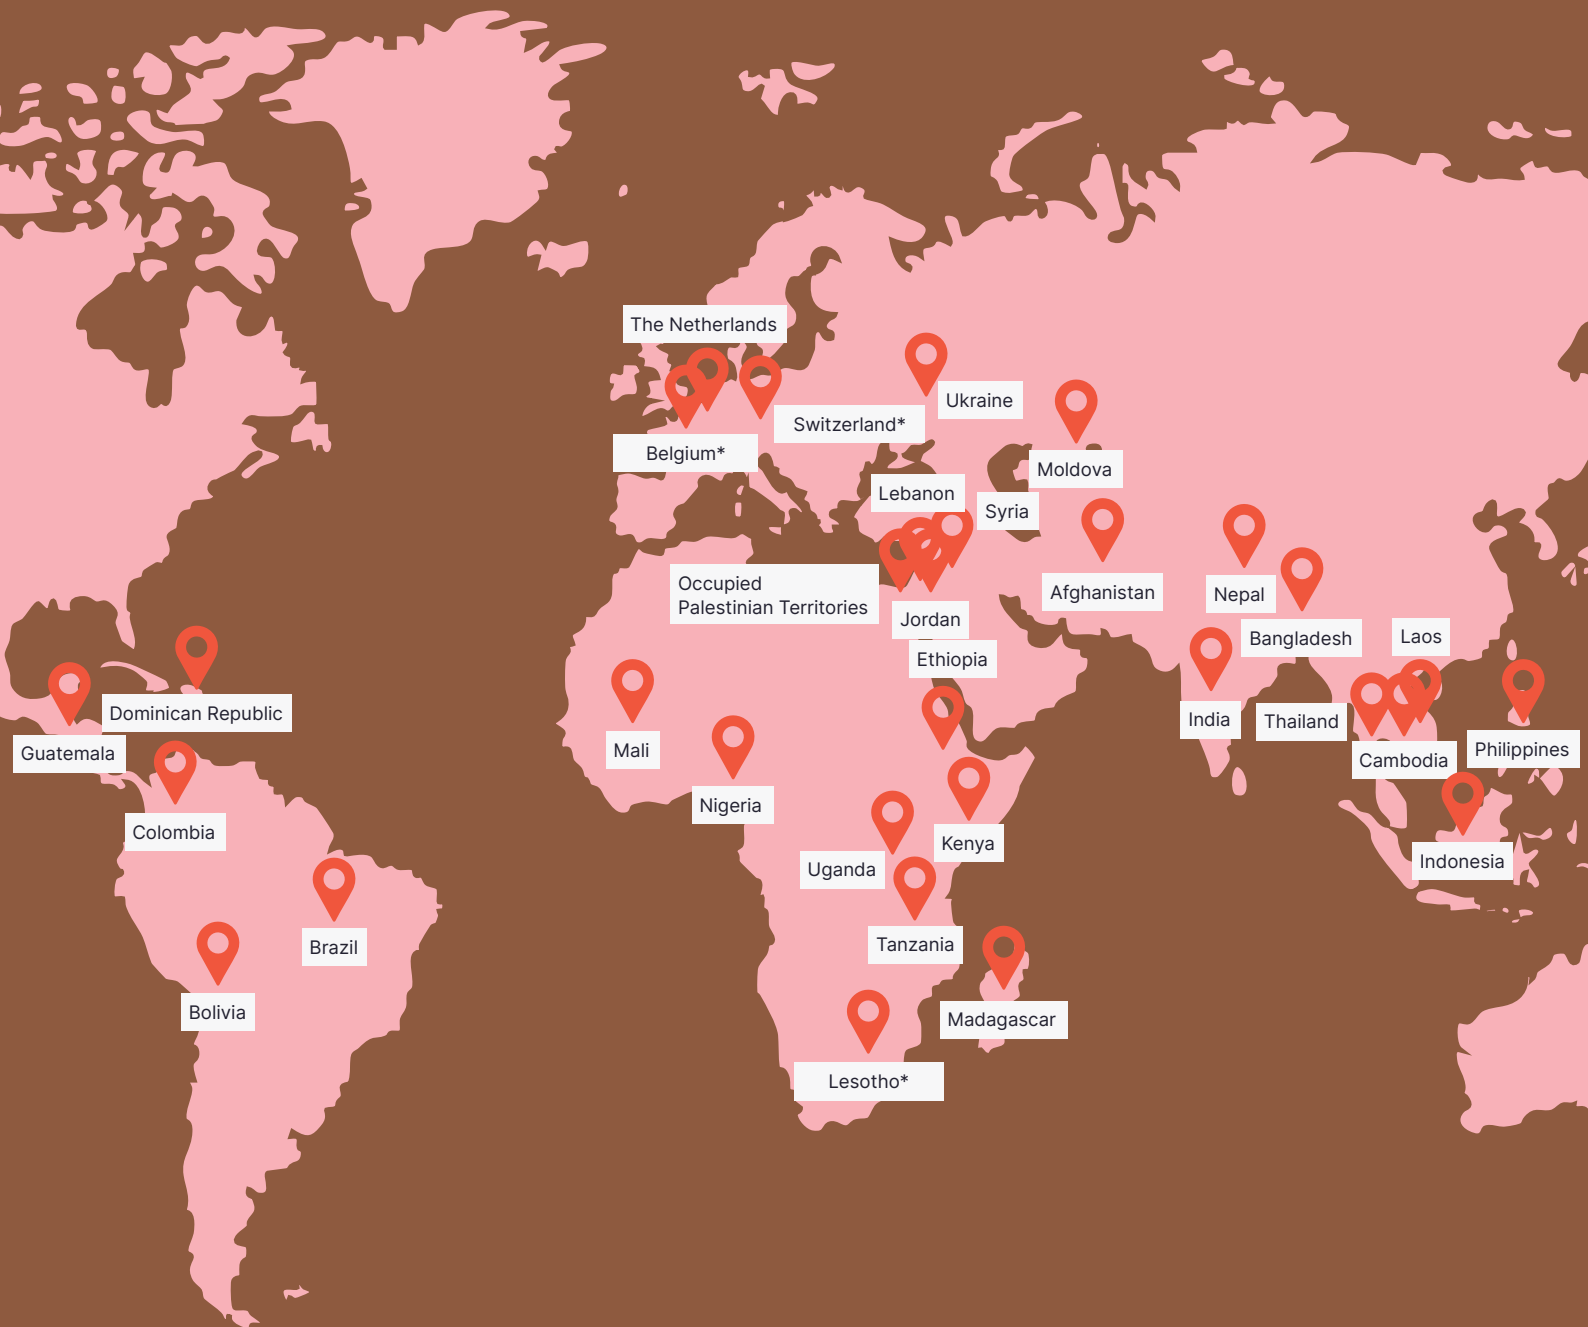 The Netherlands
Ukraine
Switzerland*
Belgium*
Moldova
Lebanon
Syria
Occupied
Palestinian Territories
Afghanistan
Nepal
Jordan
Bangladesh
Laos
Ethiopia
Dominican Republic
India
Thailand
Guatemala
Mali
Philippines
Cambodia
Nigeria
Colombia
Kenya
Indonesia
Uganda
Brazil
Tanzania
Bolivia
Madagascar
Lesotho*